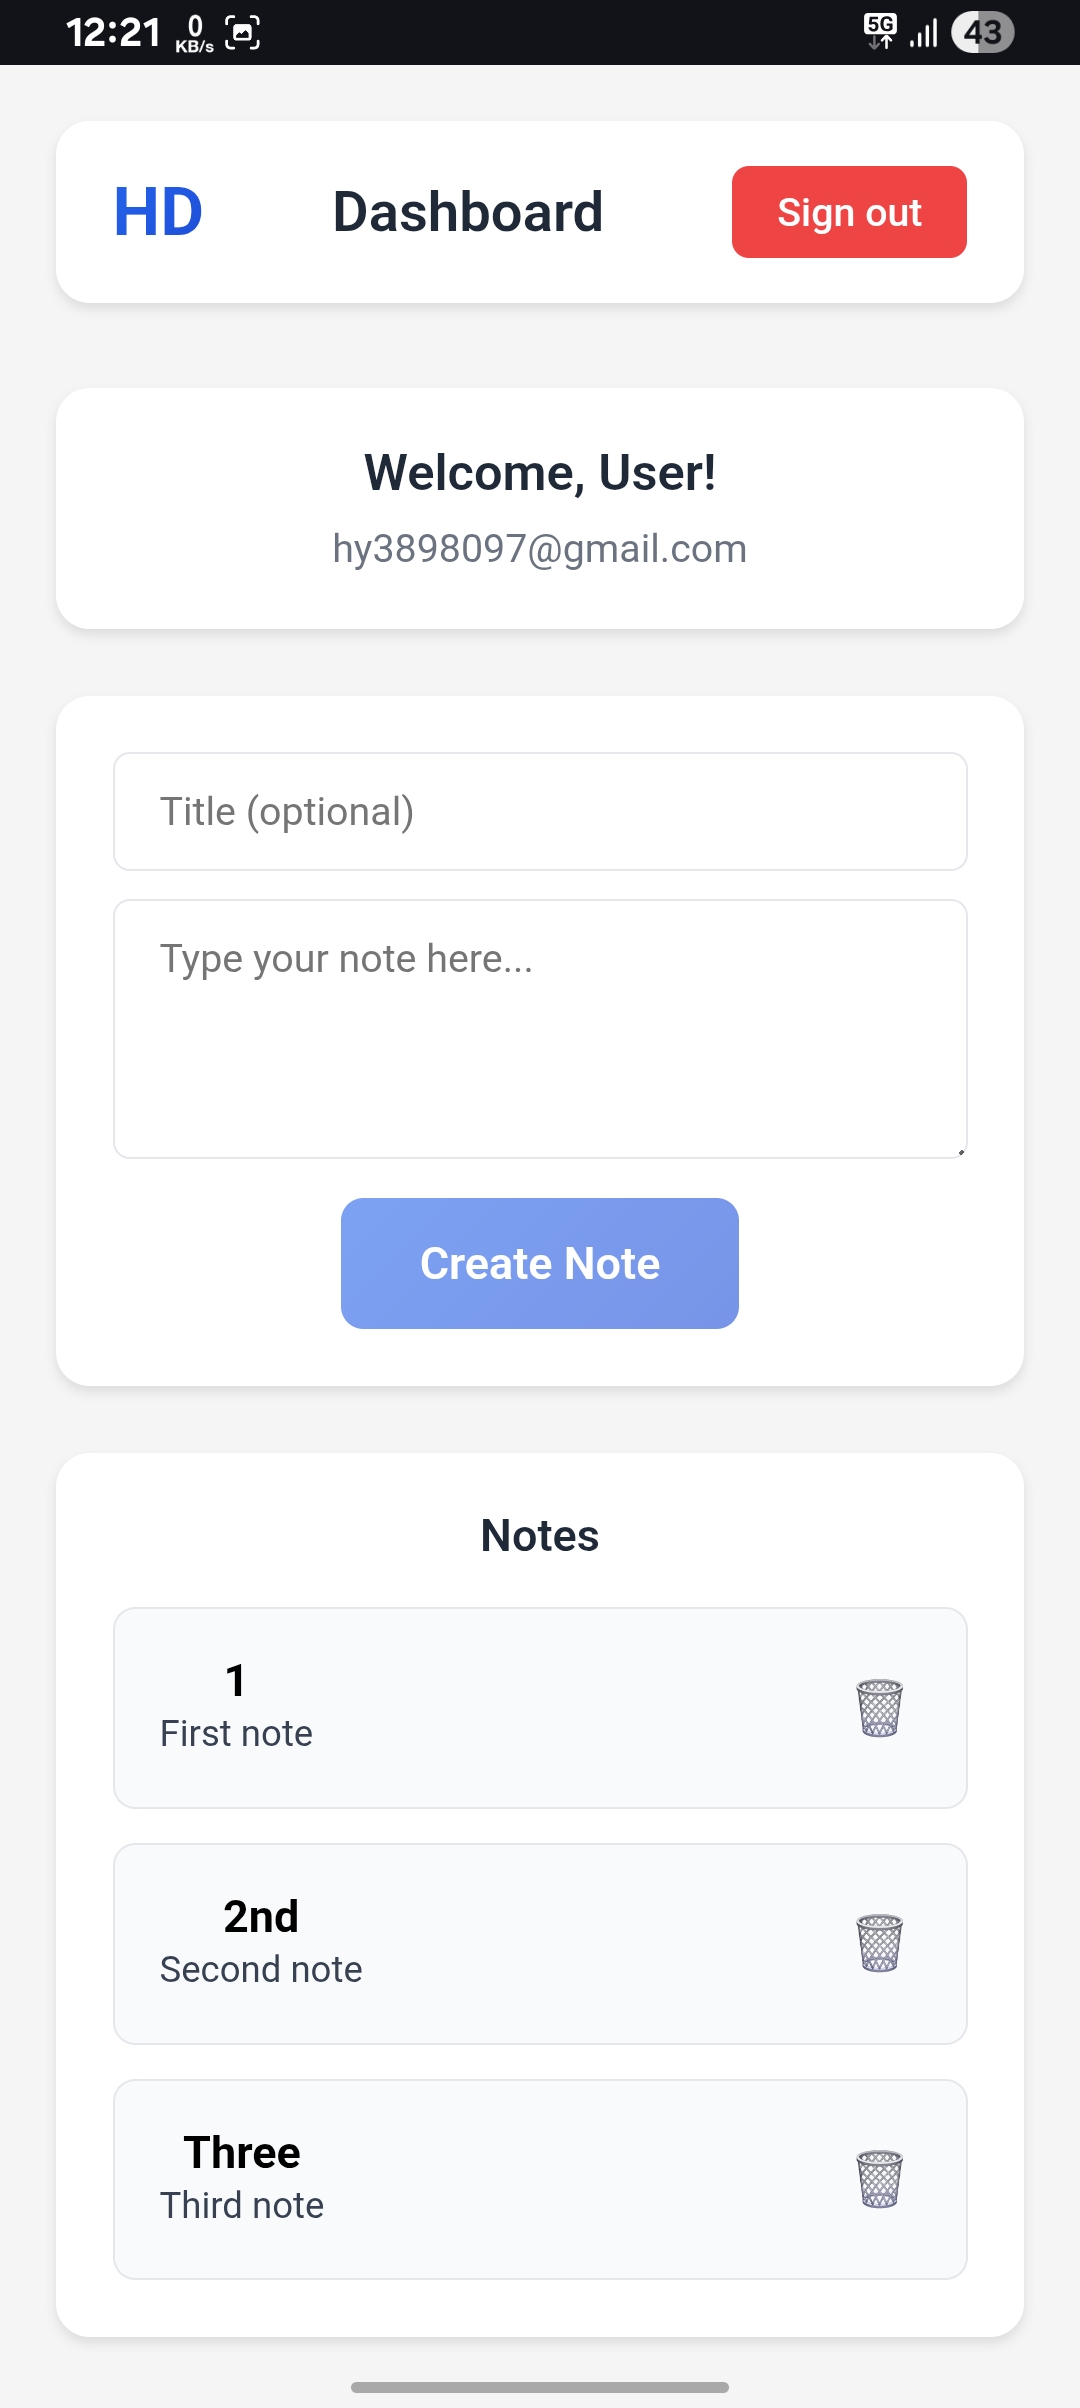 12:21 0 KB/s 5G 43
HD Dashboard Sign out
Welcome, User!
hy3898097@gmail.com
Title (optional)
Type your note here...
Create Note
Notes
1
First note
2nd
Second note
Three
Third note